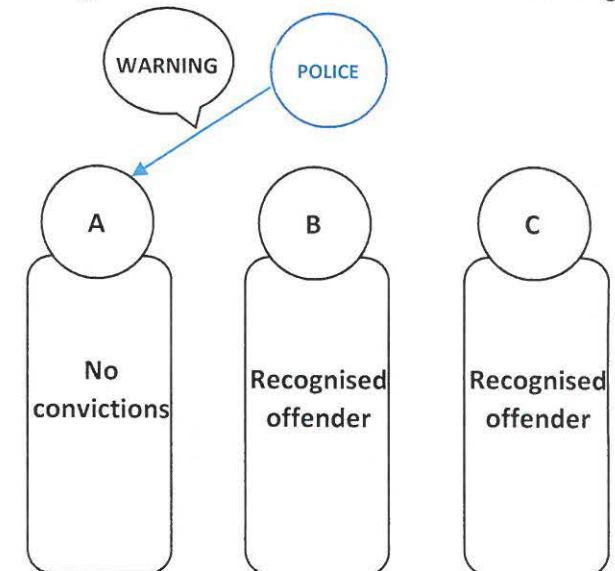 WARNING
POLICE
A
B
C
No
convictions
Recognised
offender
Recognised
offender